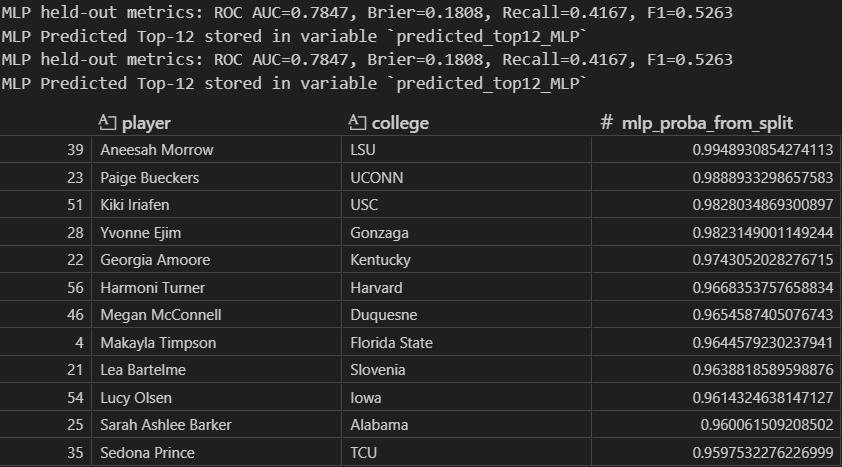 MLP held-out metrics: ROC AUC=0.7847, Brier=0.1808, Recall=0.4167, F1=0.5263
MLP Predicted Top-12 stored in variable `predicted_top12_MLP`
MLP held-out metrics: ROC AUC=0.7847, Brier=0.1808, Recall=0.4167, F1=0.5263
MLP Predicted Top-12 stored in variable `predicted_top12_MLP`
player college # mlp_proba_from_split
39 Aneesah Morrow LSU 0.9948930854274113
23 Paige Bueckers UCONN 0.9888933298657583
51 Kiki Iriafen USC 0.9828034869300897
28 Yvonne Ejim Gonzaga 0.9823149001149244
22 Georgia Amoore Kentucky 0.9743052028276715
56 Harmoni Turner Harvard 0.9668353757658834
46 Megan McConnell Duquesne 0.9654587405076743
4 Makayla Timpson Florida State 0.9644579230237941
21 Lea Bartelme Slovenia 0.9638818589598876
54 Lucy Olsen Iowa 0.9614324638147127
25 Sarah Ashlee Barker Alabama 0.960061509208502
35 Sedona Prince TCU 0.9597532276226999